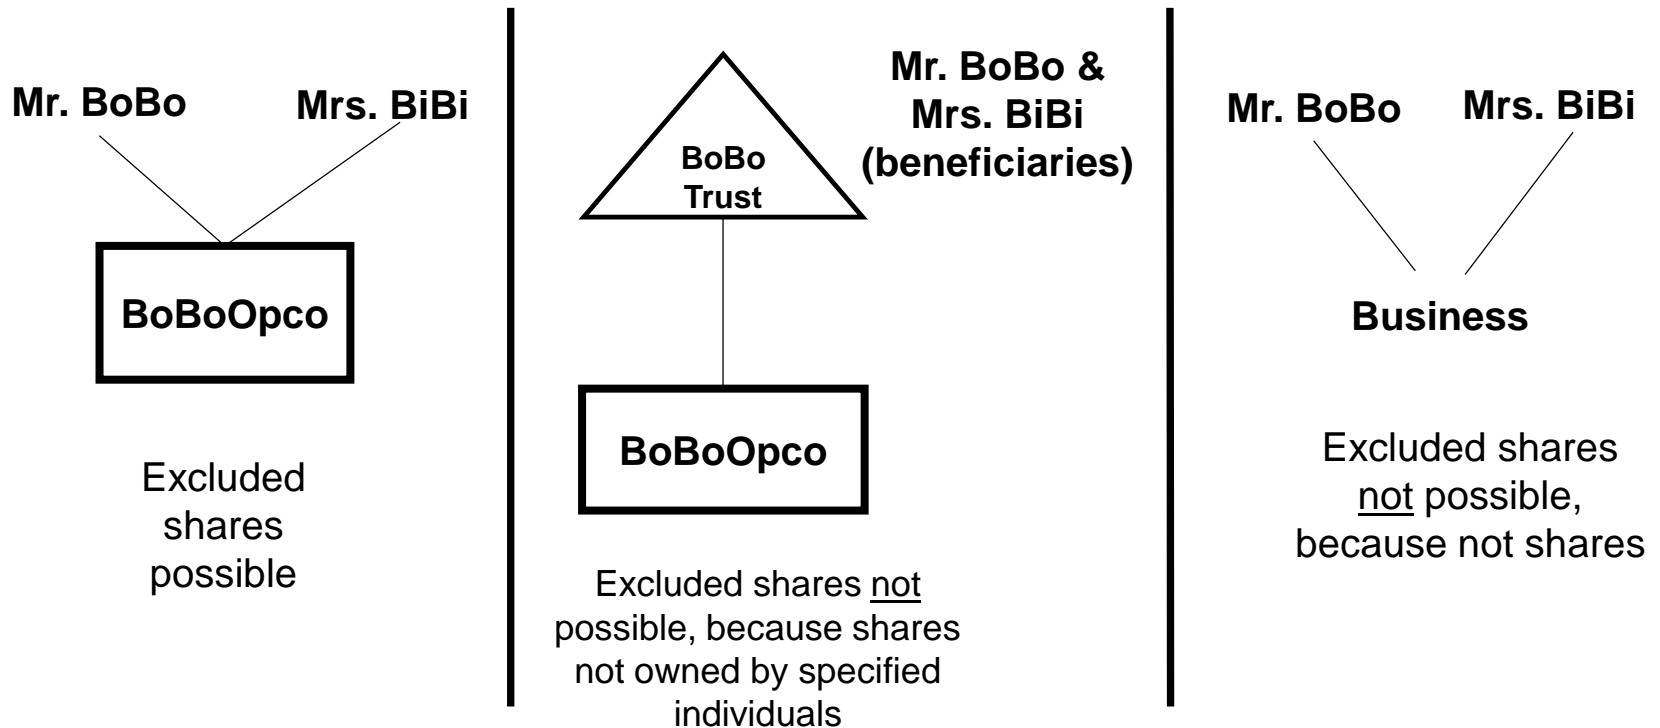 Mr. BoBo
Mrs. BiBi
BoBoOpco
Excluded
shares
possible
Mr. BoBo &
Mrs. BiBi
(beneficiaries)
BoBo
Trust
BoBoOpco
Excluded shares not
possible, because shares
not owned by specified
individuals
Mr. BoBo
Mrs. BiBi
Business
Excluded shares
not possible,
because not shares